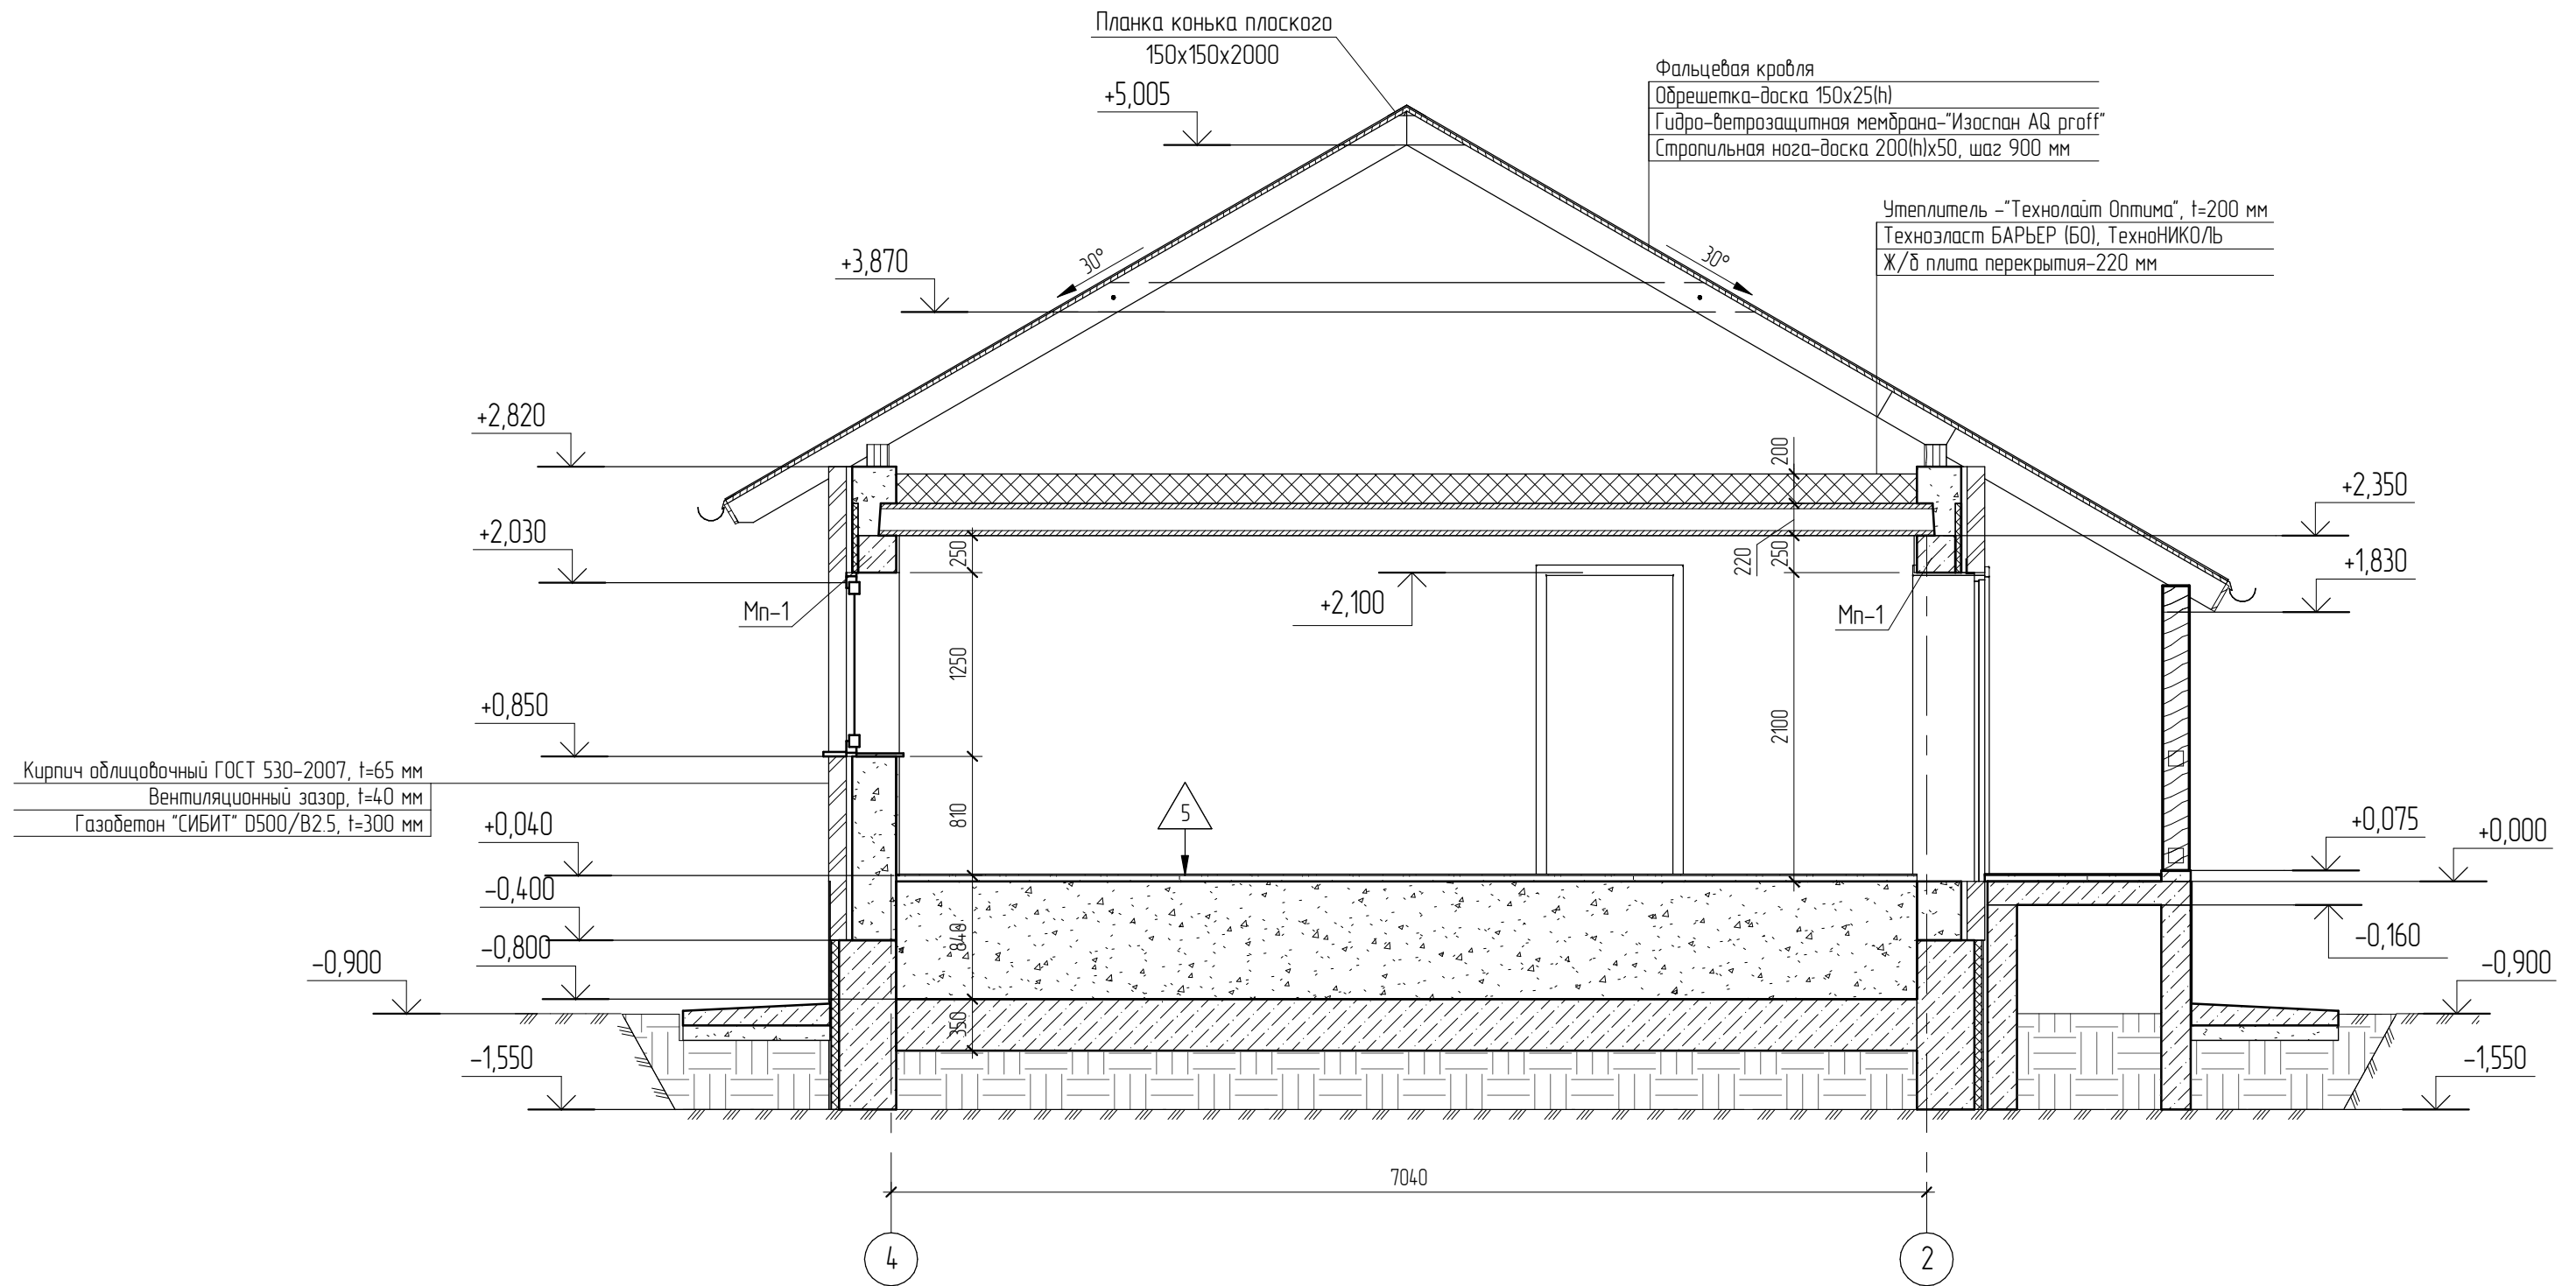 Планка конька плоского
150х150х2000
+5,005
Фальцевая кровля
Обрешетка-доска 150х25(h)
Гидро-ветрозащитная мембрана-"Изоспан AQ proff"
Стропильная нога-доска 200(h)х50, шаг 900 мм
Утеплитель -"Технолайт Оптима", t=200 мм
Техноэласт БАРЬЕР (БО), ТехноНИКОЛЬ
Ж/б плита перекрытия-220 мм
+3,870
30°
30°
+2,820
200
+2,350
+2,030
250
220
250
+1,830
Мп-1
+2,100
Мп-1
1250
2100
+0,850
Кирпич облицовочный ГОСТ 530-2007, t=65 мм
Вентиляционный зазор, t=40 мм
Газобетон "СИБИТ" D500/В2.5, t=300 мм
810
5
+0,040
+0,075
+0,000
-0,400
840
-0,160
-0,800
-0,900
-0,900
350
-1,550
-1,550
7040
4
2